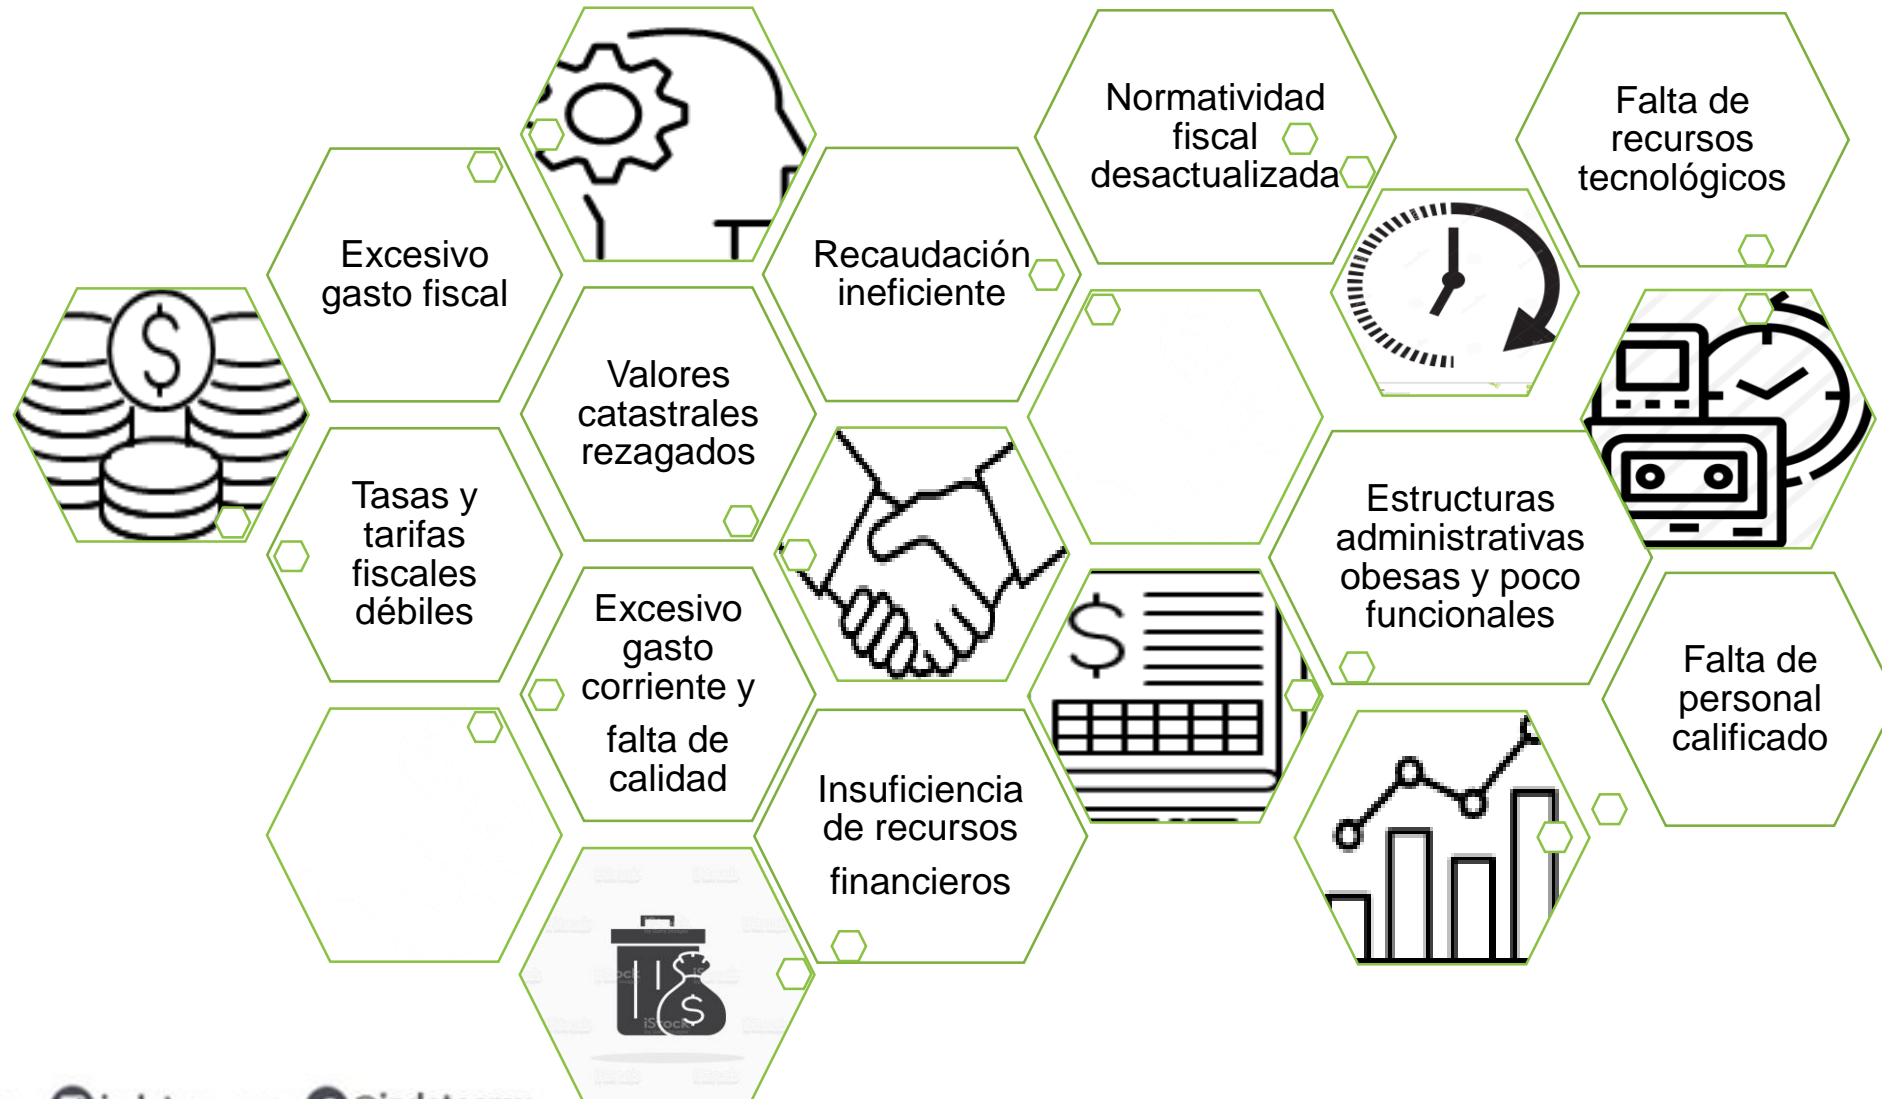 Normatividad
fiscal
desactualizada
Falta de
recursos
tecnológicos
Excesivo
gasto fiscal
Recaudación
ineficiente
Valores
catastrales
rezagados
Tasas y
tarifas
fiscales
débiles
Estructuras
administrativas
obesas y poco
funcionales
Excesivo
gasto
corriente y
falta de
calidad
Falta de
personal
calificado
Insuficiencia
de recursos
financieros
$
$
$
iStock